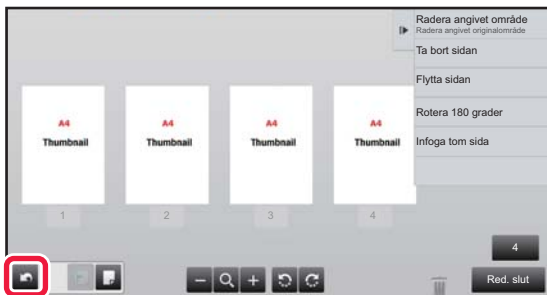 Radera angivet område
Radera angivet originalområde
Ta bort sidan
Flytta sidan
Rotera 180 grader
Infoga tom sida
A4
Thumbnail
A4
Thumbnail
A4
Thumbnail
A4
Thumbnail
1
2
3
4
4
Red. slut